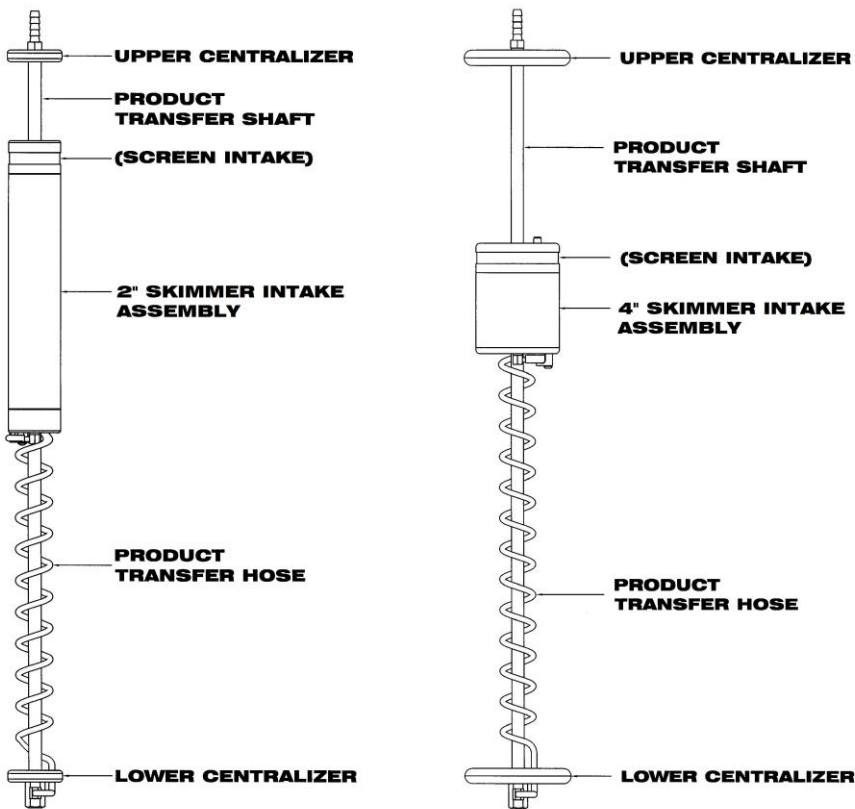 UPPER CENTRALIZER
PRODUCT
TRANSFER SHAFT
(SCREEN INTAKE)
2" SKIMMER INTAKE
ASSEMBLY
PRODUCT
TRANSFER HOSE
LOWER CENTRALIZER
UPPER CENTRALIZER
PRODUCT
TRANSFER SHAFT
(SCREEN INTAKE)
4" SKIMMER INTAKE
ASSEMBLY
PRODUCT
TRANSFER HOSE
LOWER CENTRALIZER